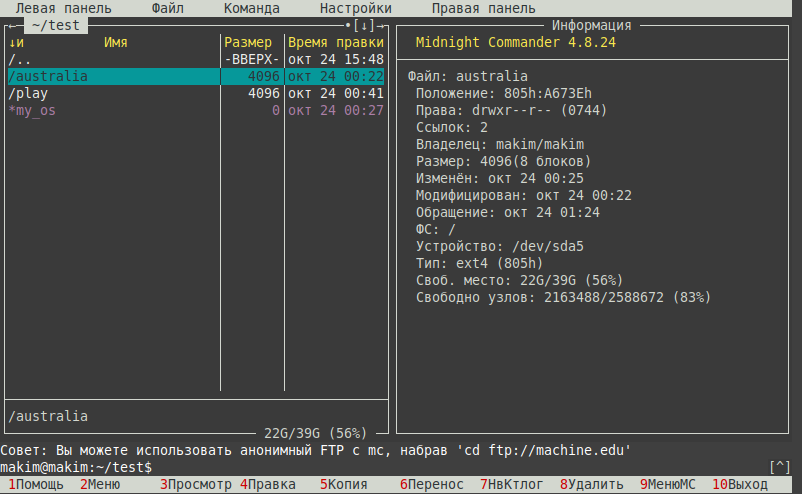 Левая панель Файл Команда Настройки Правая панель
← ~/test •[↓]→
↓и Имя Размер Время правки
/.. -ВВЕРХ- окт 24 15:48
/australia 4096 окт 24 00:22
/play 4096 окт 24 00:41
*my_os 0 окт 24 00:27
/australia
22G/39G (56%)
Информация
Midnight Commander 4.8.24
Файл: australia
Положение: 805h:A673Eh
Права: drwxr--r-- (0744)
Ссылок: 2
Владелец: makim/makim
Размер: 4096(8 блоков)
Изменён: окт 24 00:25
Модифицирован: окт 24 00:22
Обращение: окт 24 01:24
ФС: /
Устройство: /dev/sda5
Тип: ext4 (805h)
Своб. место: 22G/39G (56%)
Свободно узлов: 2163488/2588672 (83%)
Совет: Вы можете использовать анонимный FTP с mc, набрав 'cd ftp://machine.edu'
makim@makim:~/test$ [^]
1Помощь 2Меню 3Просмотр 4Правка 5Копия 6Перенос 7НвКтлог 8Удалить 9МенюMC 10Выход